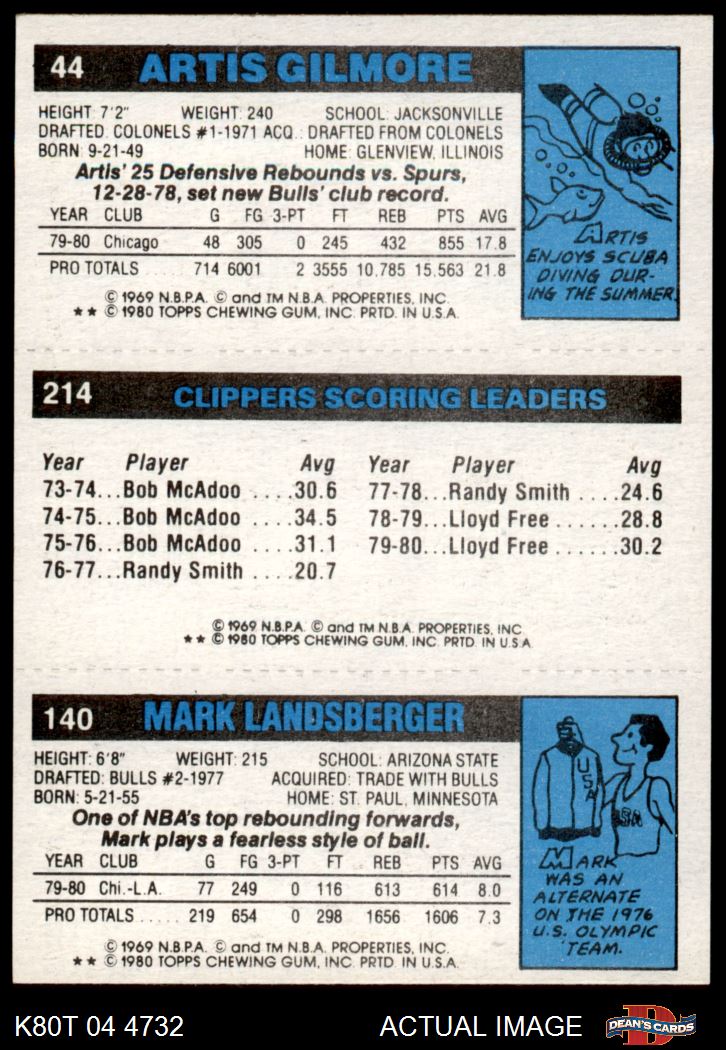 44 ARTIS GILMORE
HEIGHT: 7'2" WEIGHT: 240 SCHOOL: JACKSONVILLE
DRAFTED: COLONELS #1-1971 ACQ.: DRAFTED FROM COLONELS
BORN: 9-21-49 HOME: GLENVIEW, ILLINOIS
Artis' 25 Defensive Rebounds vs. Spurs,
12-28-78, set new Bulls' club record.
YEAR CLUB G FG 3-PT FT REB PTS AVG
79-80 Chicago 48 305 0 245 432 855 17.8
PRO TOTALS ...... 714 6001 2 3555 10,785 15,563 21.8
© 1969 N.B.P.A. © and TM N.B.A. PROPERTIES, INC.
★★ © 1980 TOPPS CHEWING GUM, INC. PRTD. IN U.S.A.
ARTIS
ENJOYS SCUBA
DIVING DUR-
ING THE SUMMER.
214 CLIPPERS SCORING LEADERS
Year Player Avg Year Player Avg
73-74...Bob McAdoo ....30.6 77-78...Randy Smith ....24.6
74-75...Bob McAdoo ....34.5 78-79...Lloyd Free ......28.8
75-76...Bob McAdoo ....31.1 79-80...Lloyd Free ......30.2
76-77...Randy Smith ....20.7
© 1969 N.B.P.A. © and TM N.B.A. PROPERTIES, INC.
★★ © 1980 TOPPS CHEWING GUM, INC. PRTD. IN U.S.A.
140 MARK LANDSBERGER
HEIGHT: 6'8" WEIGHT: 215 SCHOOL: ARIZONA STATE
DRAFTED: BULLS #2-1977 ACQUIRED: TRADE WITH BULLS
BORN: 5-21-55 HOME: ST. PAUL, MINNESOTA
One of NBA's top rebounding forwards,
Mark plays a fearless style of ball.
YEAR CLUB G FG 3-PT FT REB PTS AVG
79-80 Chi.-L.A. 77 249 0 116 613 614 8.0
PRO TOTALS ..... 219 654 0 298 1656 1606 7.3
© 1969 N.B.P.A. © and TM N.B.A. PROPERTIES, INC.
★★ © 1980 TOPPS CHEWING GUM, INC. PRTD. IN U.S.A.
USA
USA
MARK
WAS AN
ALTERNATE
ON THE 1976
U.S. OLYMPIC
TEAM.
K80T 04 4732 ACTUAL IMAGE D DEAN'S CARDS